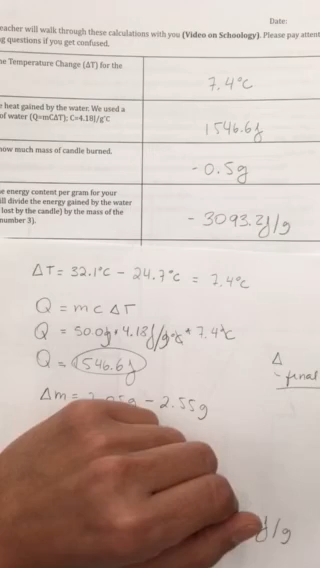 Date:
eacher will walk through these calculations with you (Video on Schoology). Please pay attent
g questions if you get confused.
e Temperature Change (ΔT) for the
7.4°C
e heat gained by the water. We used a
of water (Q=mCΔT); C=4.18J/g°C
1546.6J
how much mass of candle burned.
- 0.5g
e energy content per gram for your
ll divide the energy gained by the water
lost by the candle) by the mass of the
number 3).
- 3093.2J/g
ΔT = 32.1°C - 24.7°C = 7.4°C
Q = m C ΔT
Q = 50.0g * 4.18J/g°C * 7.4°C
Q = 1546.6J
Δ
- final
Δm = - 2.55g
J/g